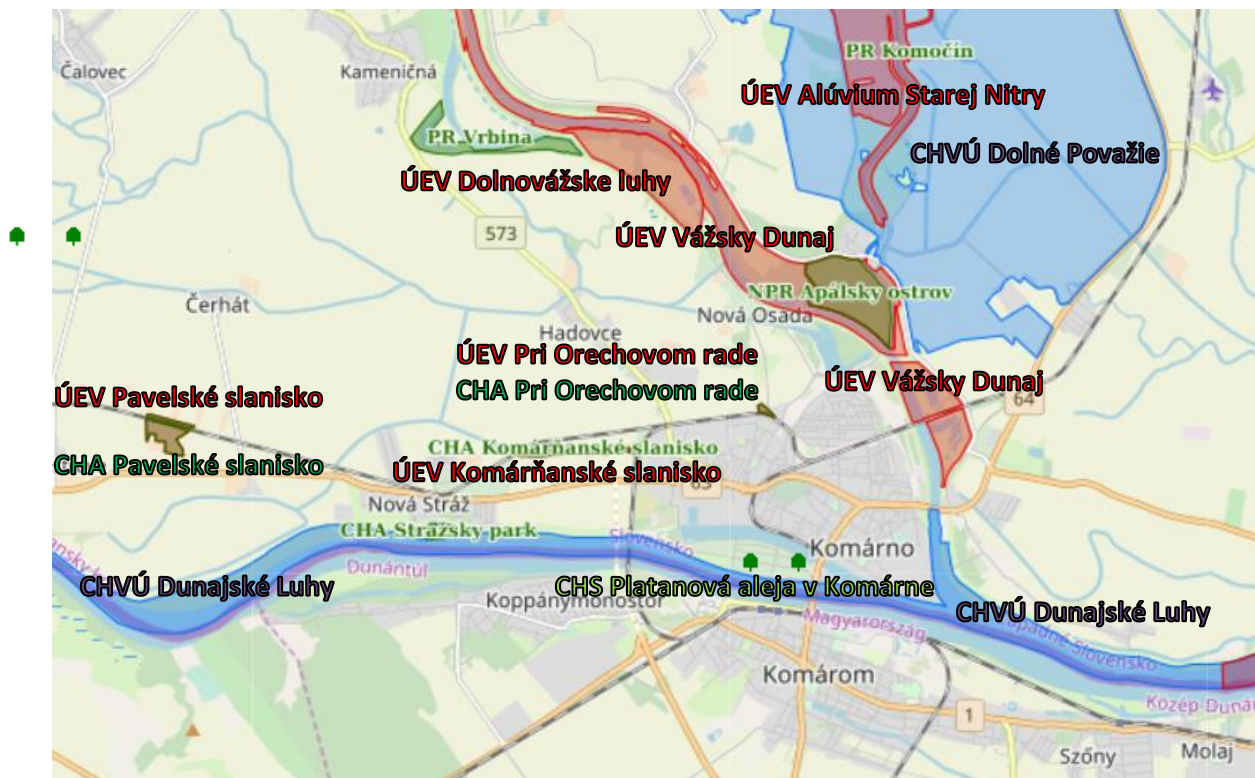 PR Komočín
Čalovec
Kameničná
ÚEV Alúvium Starej Nitry
PR Vrbina
CHVÚ Dolné Považie
ÚEV Dolnovážske luhy
573
ÚEV Vážsky Dunaj
NPR Apálsky ostrov
Čerhát
Nová Osada
Hadovce
ÚEV Pri Orechovom rade
CHA Pri Orechovom rade
ÚEV Vážsky Dunaj
ÚEV Pavelské slanisko
64
CHA Komárňanské slanisko
CHA Pavelské slanisko
ÚEV Komárňanské slanisko
63
Nová Stráž
CHA Strážsky park
Slovensko
Komárno
Dunántúl
CHVÚ Dunajské Luhy
CHS Platanová aleja v Komárne
Koppánymonostor
CHVÚ Dunajské Luhy
Magyarország
Západné Slovensko
Komárom
Közép-Dunán
1
Szőny
Molaj